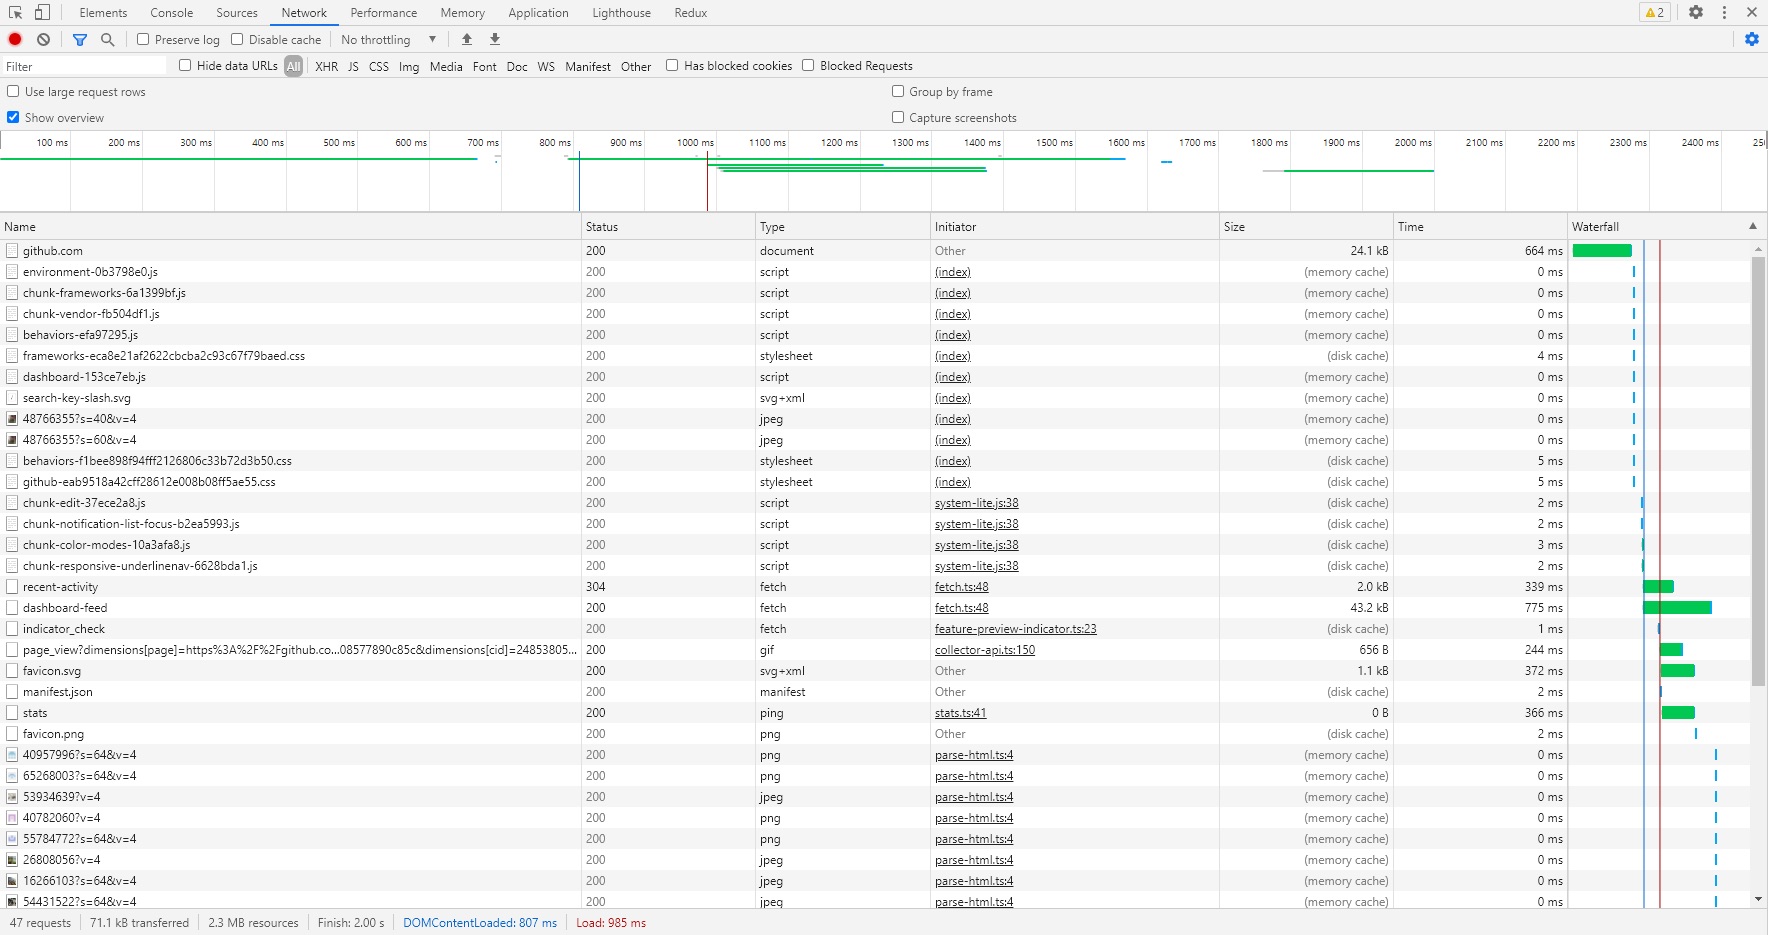 Elements Console Sources Network Performance Memory Application Lighthouse Redux 2
Preserve log Disable cache No throttling
Filter Hide data URLs All XHR JS CSS Img Media Font Doc WS Manifest Other Has blocked cookies Blocked Requests
Use large request rows Group by frame
Show overview Capture screenshots
100 ms 200 ms 300 ms 400 ms 500 ms 600 ms 700 ms 800 ms 900 ms 1000 ms 1100 ms 1200 ms 1300 ms 1400 ms 1500 ms 1600 ms 1700 ms 1800 ms 1900 ms 2000 ms 2100 ms 2200 ms 2300 ms 2400 ms
Name Status Type Initiator Size Time Waterfall
github.com 200 document Other 24.1 kB 664 ms
environment-0b3798e0.js 200 script (index) (memory cache) 0 ms
chunk-frameworks-6a1399bf.js 200 script (index) (memory cache) 0 ms
chunk-vendor-fb504df1.js 200 script (index) (memory cache) 0 ms
behaviors-efa97295.js 200 script (index) (memory cache) 0 ms
frameworks-eca8e21af2622cbcba2c93c67f79baed.css 200 stylesheet (index) (disk cache) 4 ms
dashboard-153ce7eb.js 200 script (index) (memory cache) 0 ms
search-key-slash.svg 200 svg+xml (index) (memory cache) 0 ms
48766355?s=40&v=4 200 jpeg (index) (memory cache) 0 ms
48766355?s=60&v=4 200 jpeg (index) (memory cache) 0 ms
behaviors-f1bee898f94fff2126806c33b72d3b50.css 200 stylesheet (index) (disk cache) 5 ms
github-eab9518a42cff28612e008b08ff5ae55.css 200 stylesheet (index) (disk cache) 5 ms
chunk-edit-37ece2a8.js 200 script system-lite.js:38 (disk cache) 2 ms
chunk-notification-list-focus-b2ea5993.js 200 script system-lite.js:38 (disk cache) 2 ms
chunk-color-modes-10a3afa8.js 200 script system-lite.js:38 (disk cache) 3 ms
chunk-responsive-underlinenav-6628bda1.js 200 script system-lite.js:38 (disk cache) 2 ms
recent-activity 304 fetch fetch.ts:48 2.0 kB 339 ms
dashboard-feed 200 fetch fetch.ts:48 43.2 kB 775 ms
indicator_check 200 fetch feature-preview-indicator.ts:23 (disk cache) 1 ms
page_view?dimensions[page]=https%3A%2F%2Fgithub.co...08577890c85c&dimensions[cid]=24853805... 200 gif collector-api.ts:150 656 B 244 ms
favicon.svg 200 svg+xml Other 1.1 kB 372 ms
manifest.json 200 manifest Other (disk cache) 2 ms
stats 200 ping stats.ts:41 0 B 366 ms
favicon.png 200 png Other (disk cache) 2 ms
40957996?s=64&v=4 200 png parse-html.ts:4 (memory cache) 0 ms
65268003?s=64&v=4 200 png parse-html.ts:4 (memory cache) 0 ms
53934639?v=4 200 jpeg parse-html.ts:4 (memory cache) 0 ms
40782060?v=4 200 png parse-html.ts:4 (memory cache) 0 ms
55784772?s=64&v=4 200 png parse-html.ts:4 (memory cache) 0 ms
26808056?v=4 200 jpeg parse-html.ts:4 (memory cache) 0 ms
16266103?s=64&v=4 200 jpeg parse-html.ts:4 (memory cache) 0 ms
54431522?s=64&v=4 200 jpeg parse-html.ts:4 (memory cache) 0 ms
47 requests 71.1 kB transferred 2.3 MB resources Finish: 2.00 s DOMContentLoaded: 807 ms Load: 985 ms